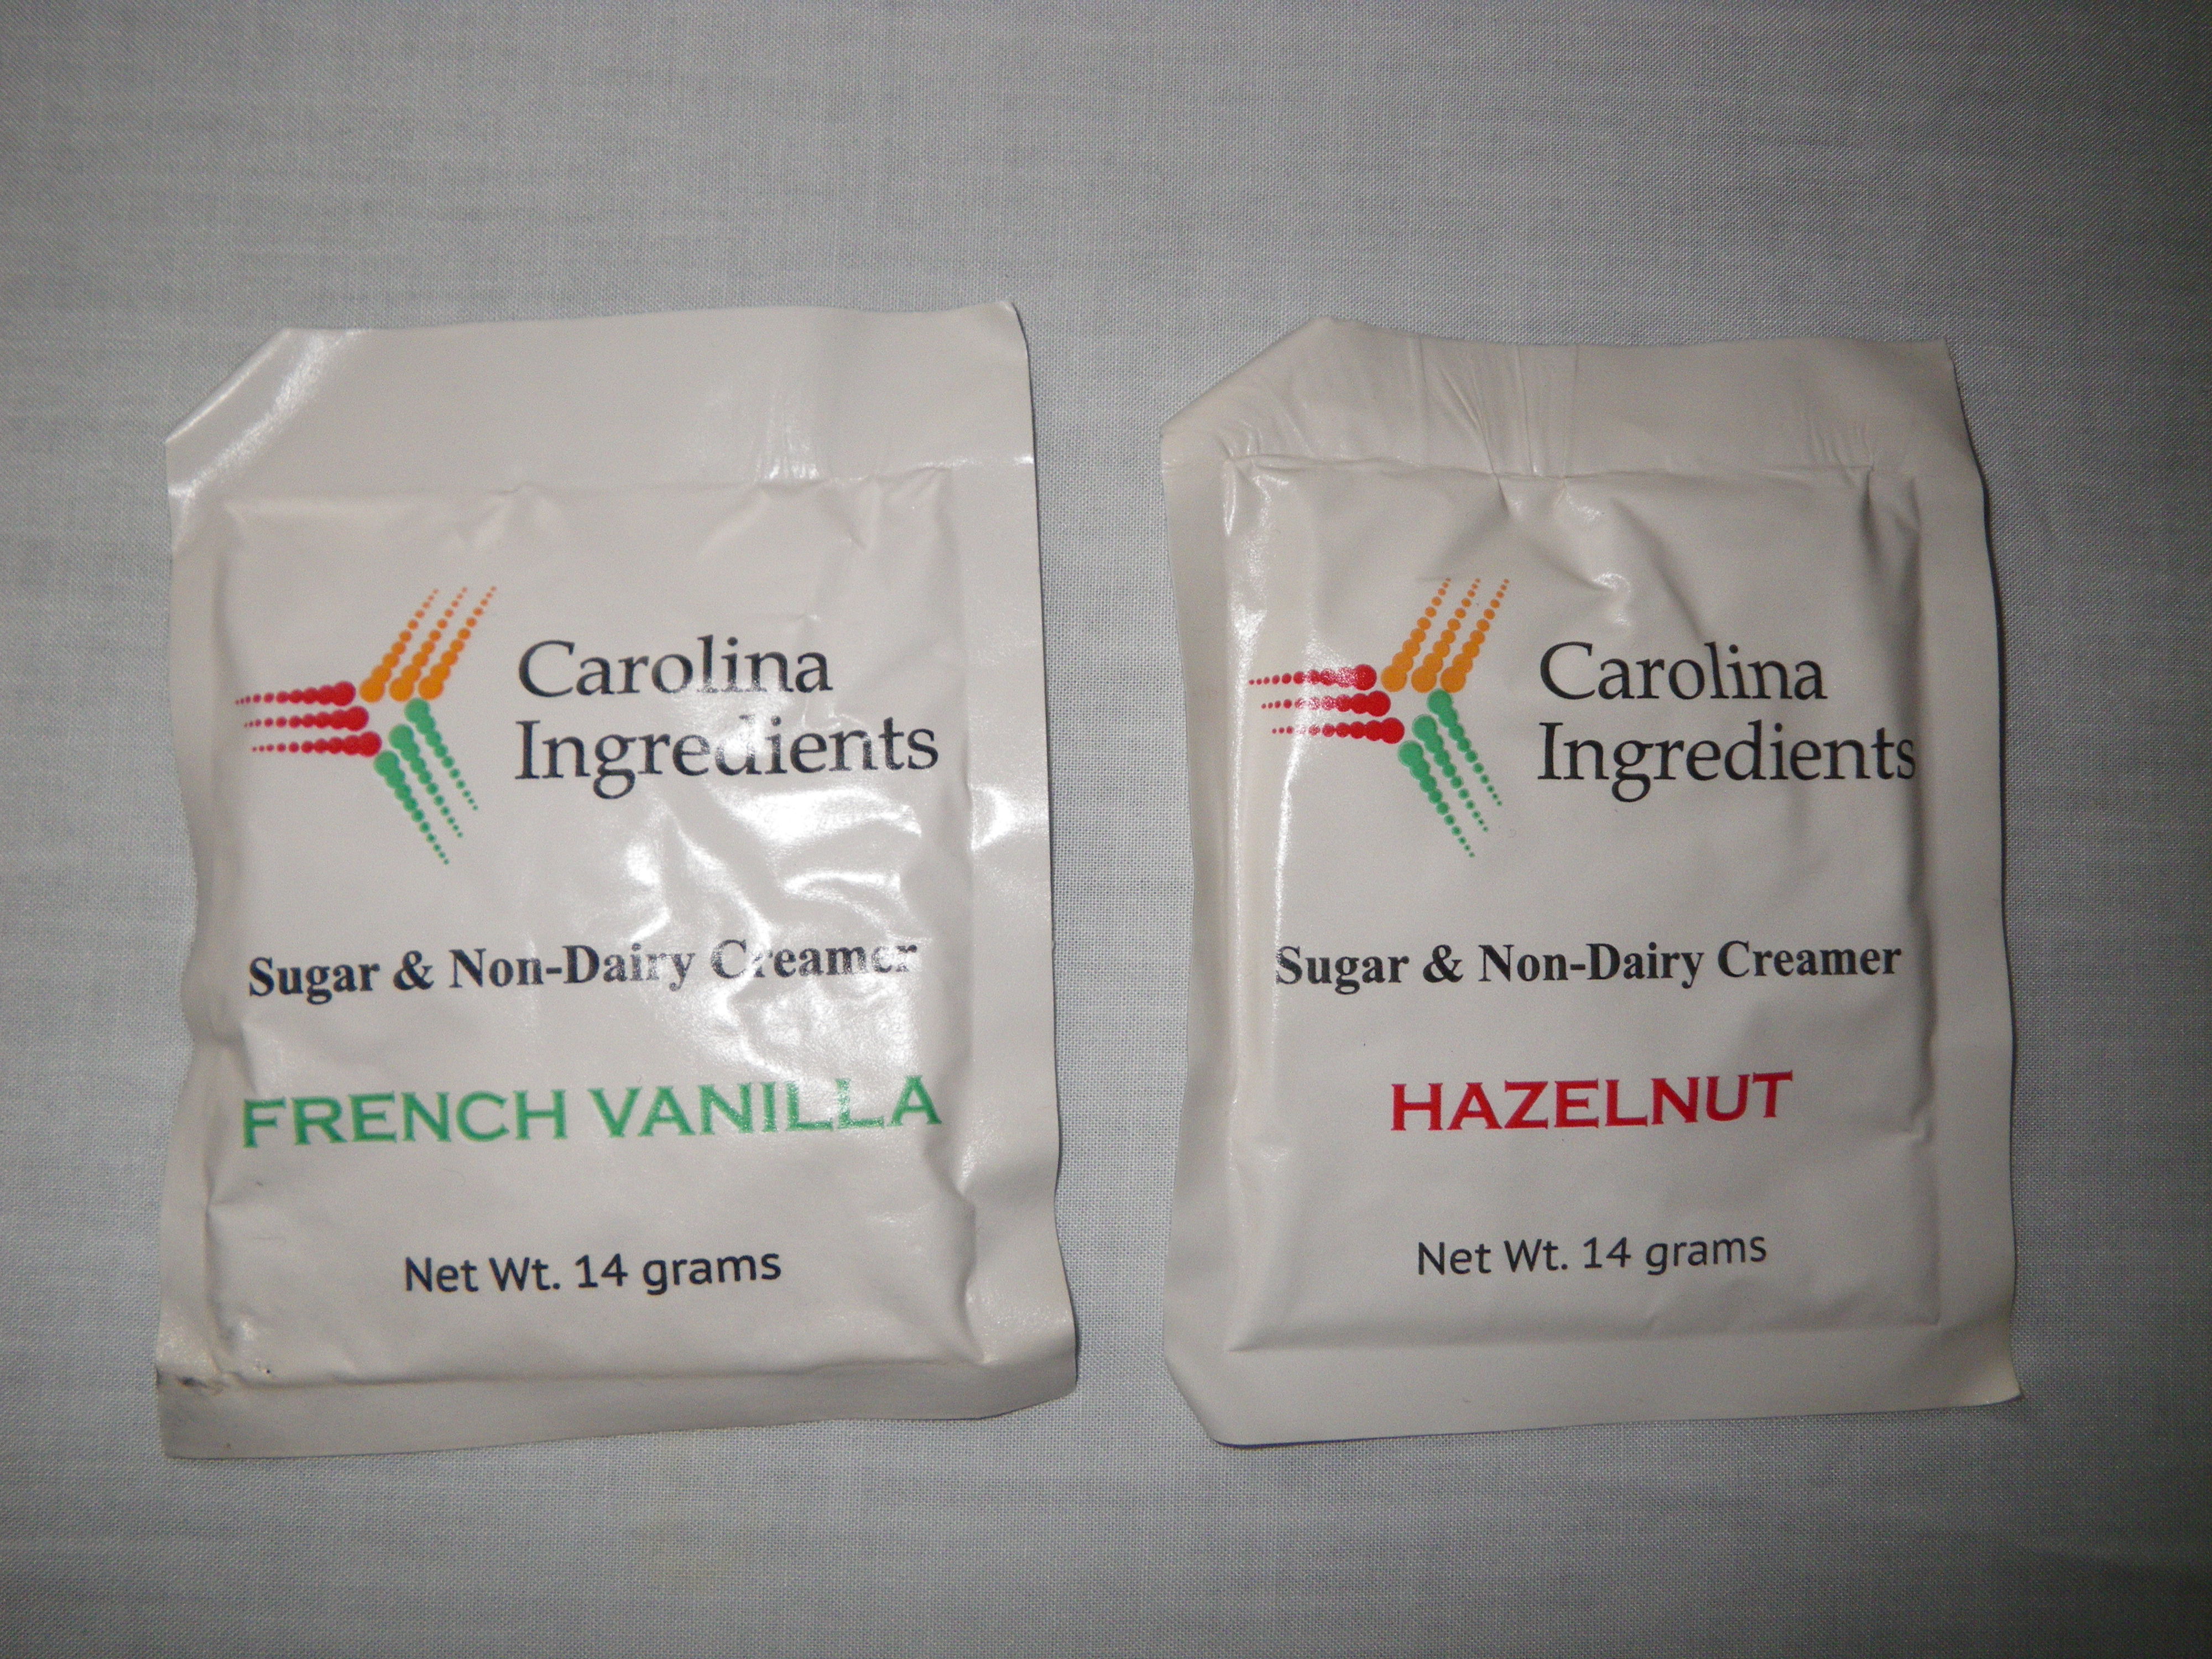 Carolina
Ingredients
Sugar & Non-Dairy Creamer
FRENCH VANILLA
Net Wt. 14 grams
Carolina
Ingredients
Sugar & Non-Dairy Creamer
HAZELNUT
Net Wt. 14 grams